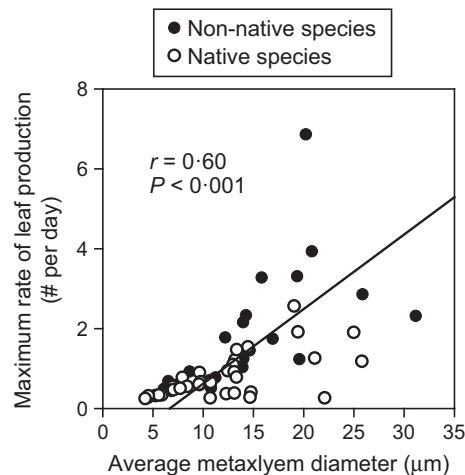 Non-native species
Native species
8
6
4
2
0
Maximum rate of leaf production
(# per day)
r = 0·60
P < 0·001
0 5 10 15 20 25 30 35
Average metaxlyem diameter (μm)